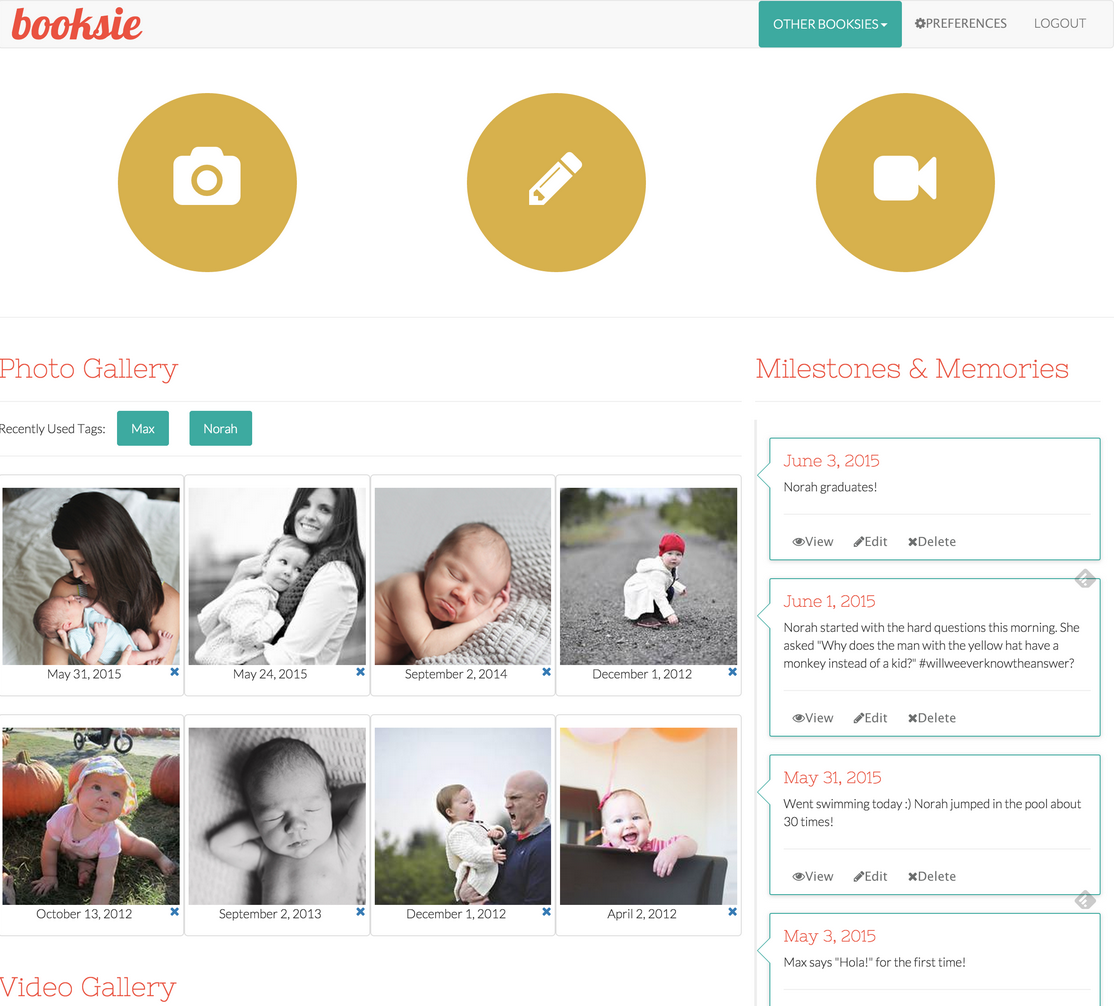 booksie
OTHER BOOKSIES
PREFERENCES
LOGOUT
Photo Gallery
Recently Used Tags:
Max
Norah
May 31, 2015
May 24, 2015
September 2, 2014
December 1, 2012
October 13, 2012
September 2, 2013
December 1, 2012
April 2, 2012
Video Gallery
Milestones & Memories
June 3, 2015
Norah graduates!
View Edit Delete
June 1, 2015
Norah started with the hard questions this morning. She
asked "Why does the man with the yellow hat have a
monkey instead of a kid?" #willweeverknowtheanswer?
View Edit Delete
May 31, 2015
Went swimming today :) Norah jumped in the pool about
30 times!
View Edit Delete
May 3, 2015
Max says "Hola!" for the first time!